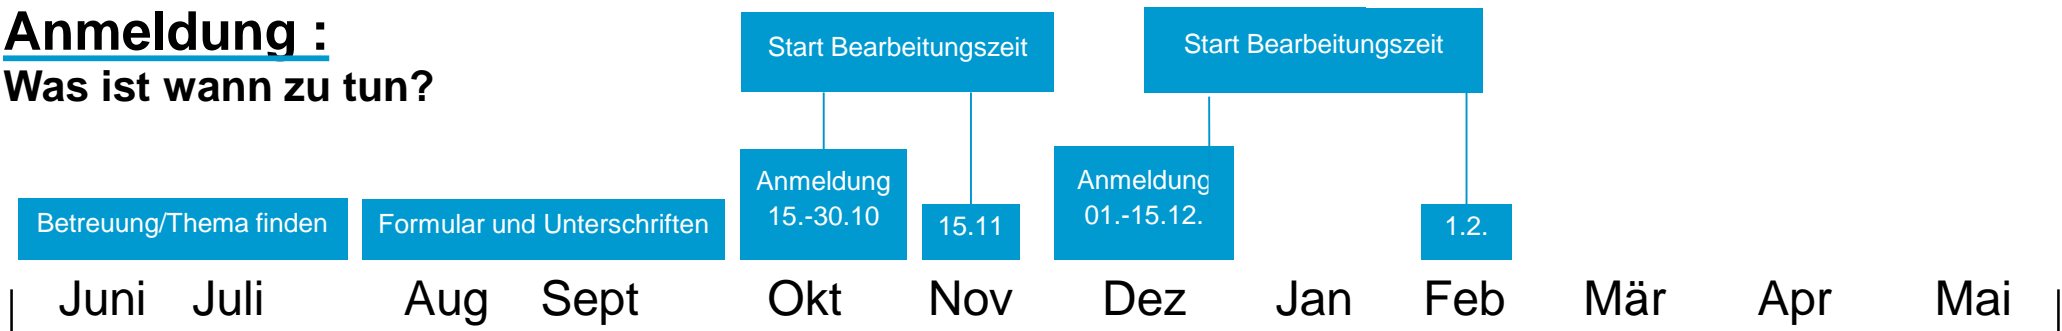 Anmeldung :
Was ist wann zu tun?
Start Bearbeitungszeit
Start Bearbeitungszeit
Betreuung/Thema finden
Formular und Unterschriften
Anmeldung
15.-30.10
15.11
Anmeldung
01.-15.12.
1.2.
Juni Juli Aug Sept Okt Nov Dez Jan Feb Mär Apr Mai